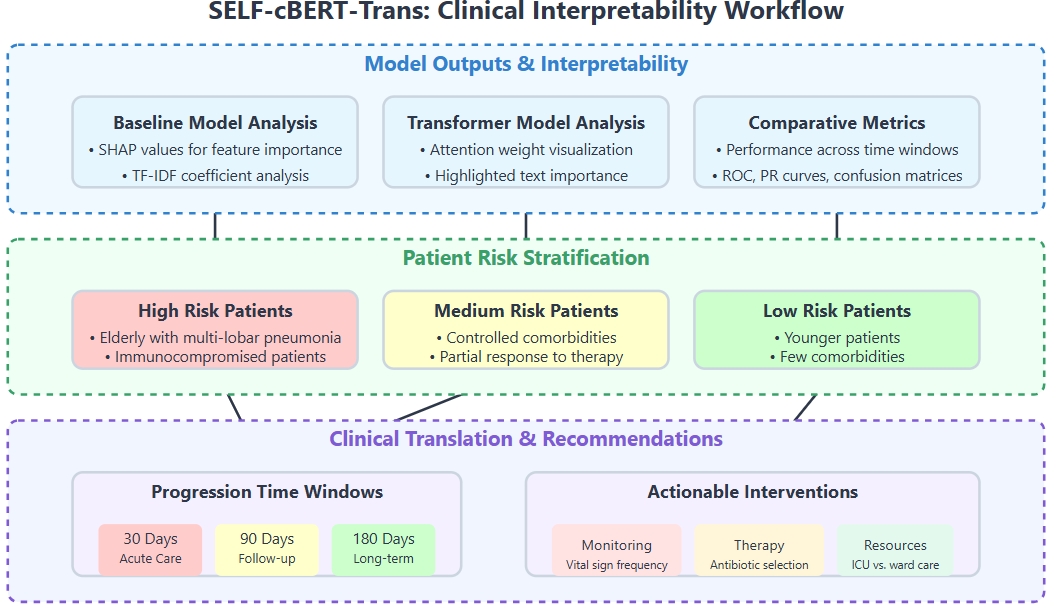 SELF-cBERT-Trans: Clinical Interpretability Workflow
Model Outputs & Interpretability
Baseline Model Analysis
• SHAP values for feature importance
• TF-IDF coefficient analysis
Transformer Model Analysis
• Attention weight visualization
• Highlighted text importance
Comparative Metrics
• Performance across time windows
• ROC, PR curves, confusion matrices
Patient Risk Stratification
High Risk Patients
• Elderly with multi-lobar pneumonia
• Immunocompromised patients
Medium Risk Patients
• Controlled comorbidities
• Partial response to therapy
Low Risk Patients
• Younger patients
• Few comorbidities
Clinical Translation & Recommendations
Progression Time Windows
30 Days
Acute Care
90 Days
Follow-up
180 Days
Long-term
Actionable Interventions
Monitoring
Vital sign frequency
Therapy
Antibiotic selection
Resources
ICU vs. ward care